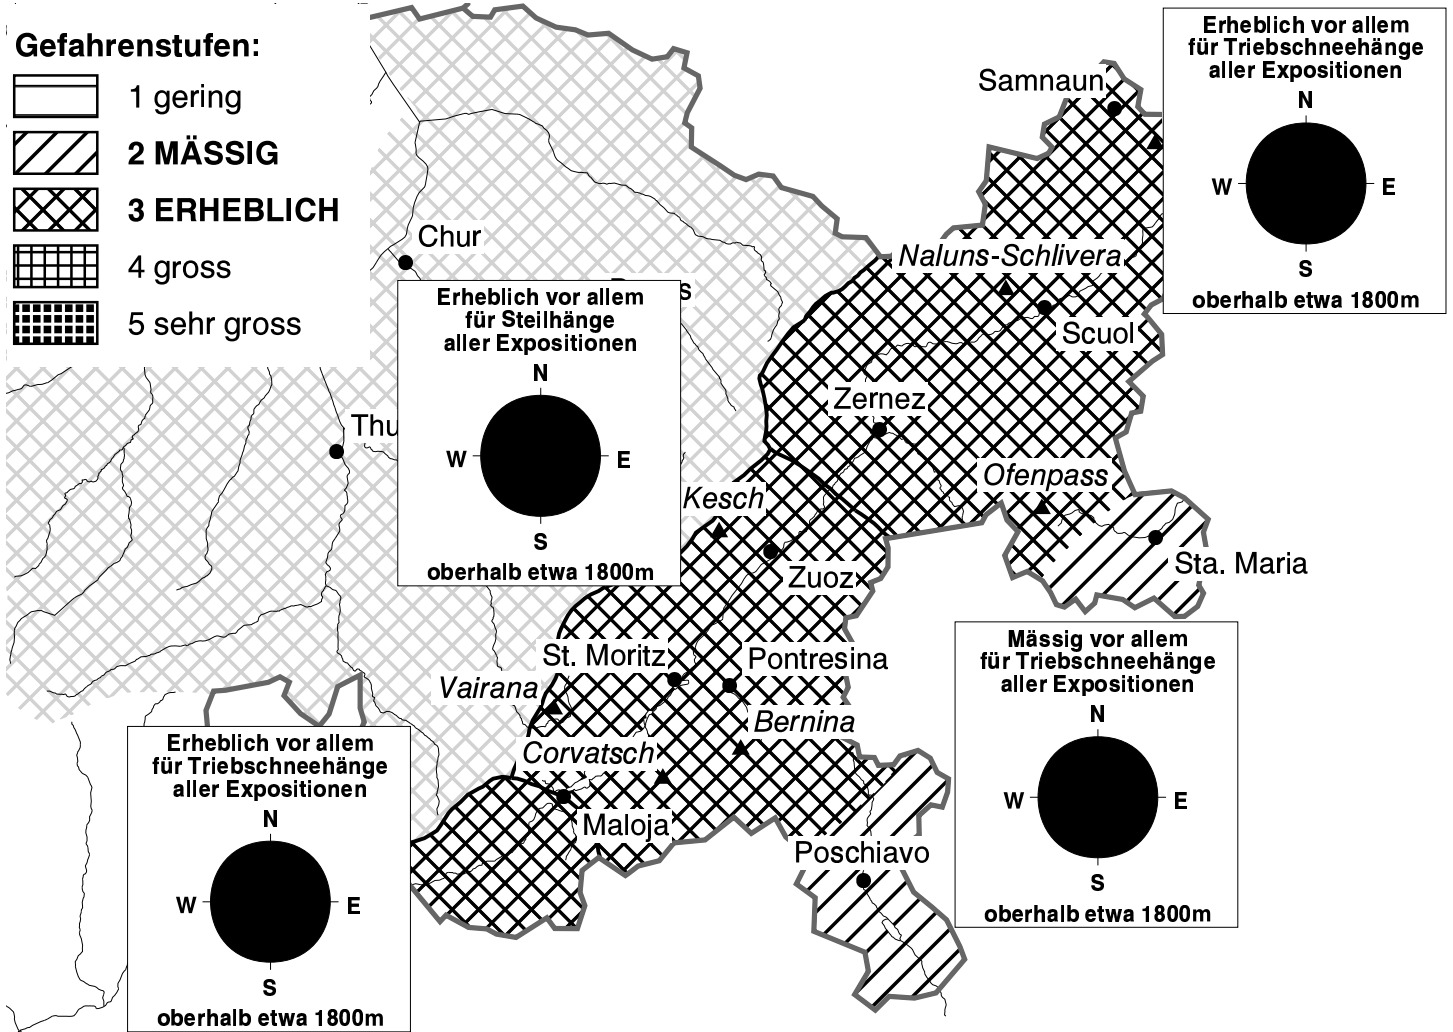 Gefahrenstufen:
1 gering
2 MÄSSIG
3 ERHEBLICH
4 gross
5 sehr gross
Erheblich vor allem
für Triebschneehänge
aller Expositionen
N
W
E
S
oberhalb etwa 1800m
Samnaun
Chur
Naluns-Schlivera
Scuol
Erheblich vor allem
für Steilhänge
aller Expositionen
N
W
E
S
oberhalb etwa 1800m
Zernez
Thu
Ofenpass
Kesch
Zuoz
Sta. Maria
St. Moritz
Pontresina
Vairana
Bernina
Corvatsch
Maloja
Poschiavo
Mässig vor allem
für Triebschneehänge
aller Expositionen
N
W
E
S
oberhalb etwa 1800m
Erheblich vor allem
für Triebschneehänge
aller Expositionen
N
W
E
S
oberhalb etwa 1800m